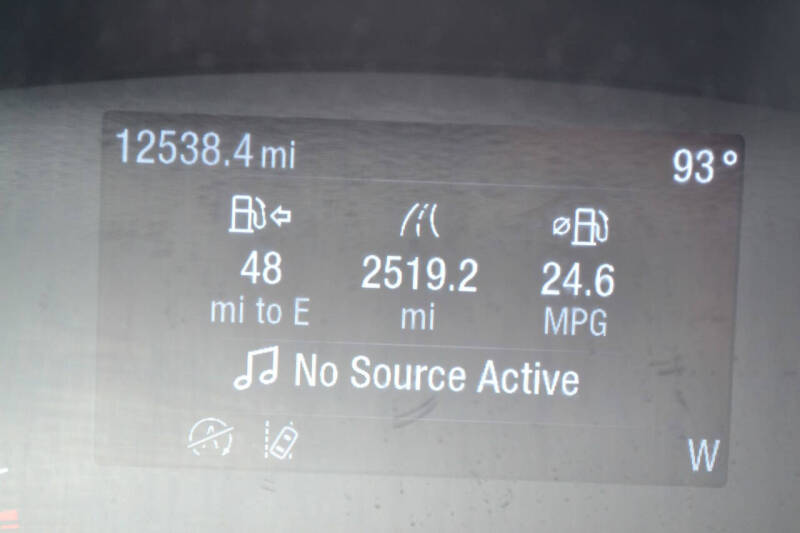 12538.4 mi 93°
48 2519.2 24.6
mi to E mi MPG
No Source Active
W